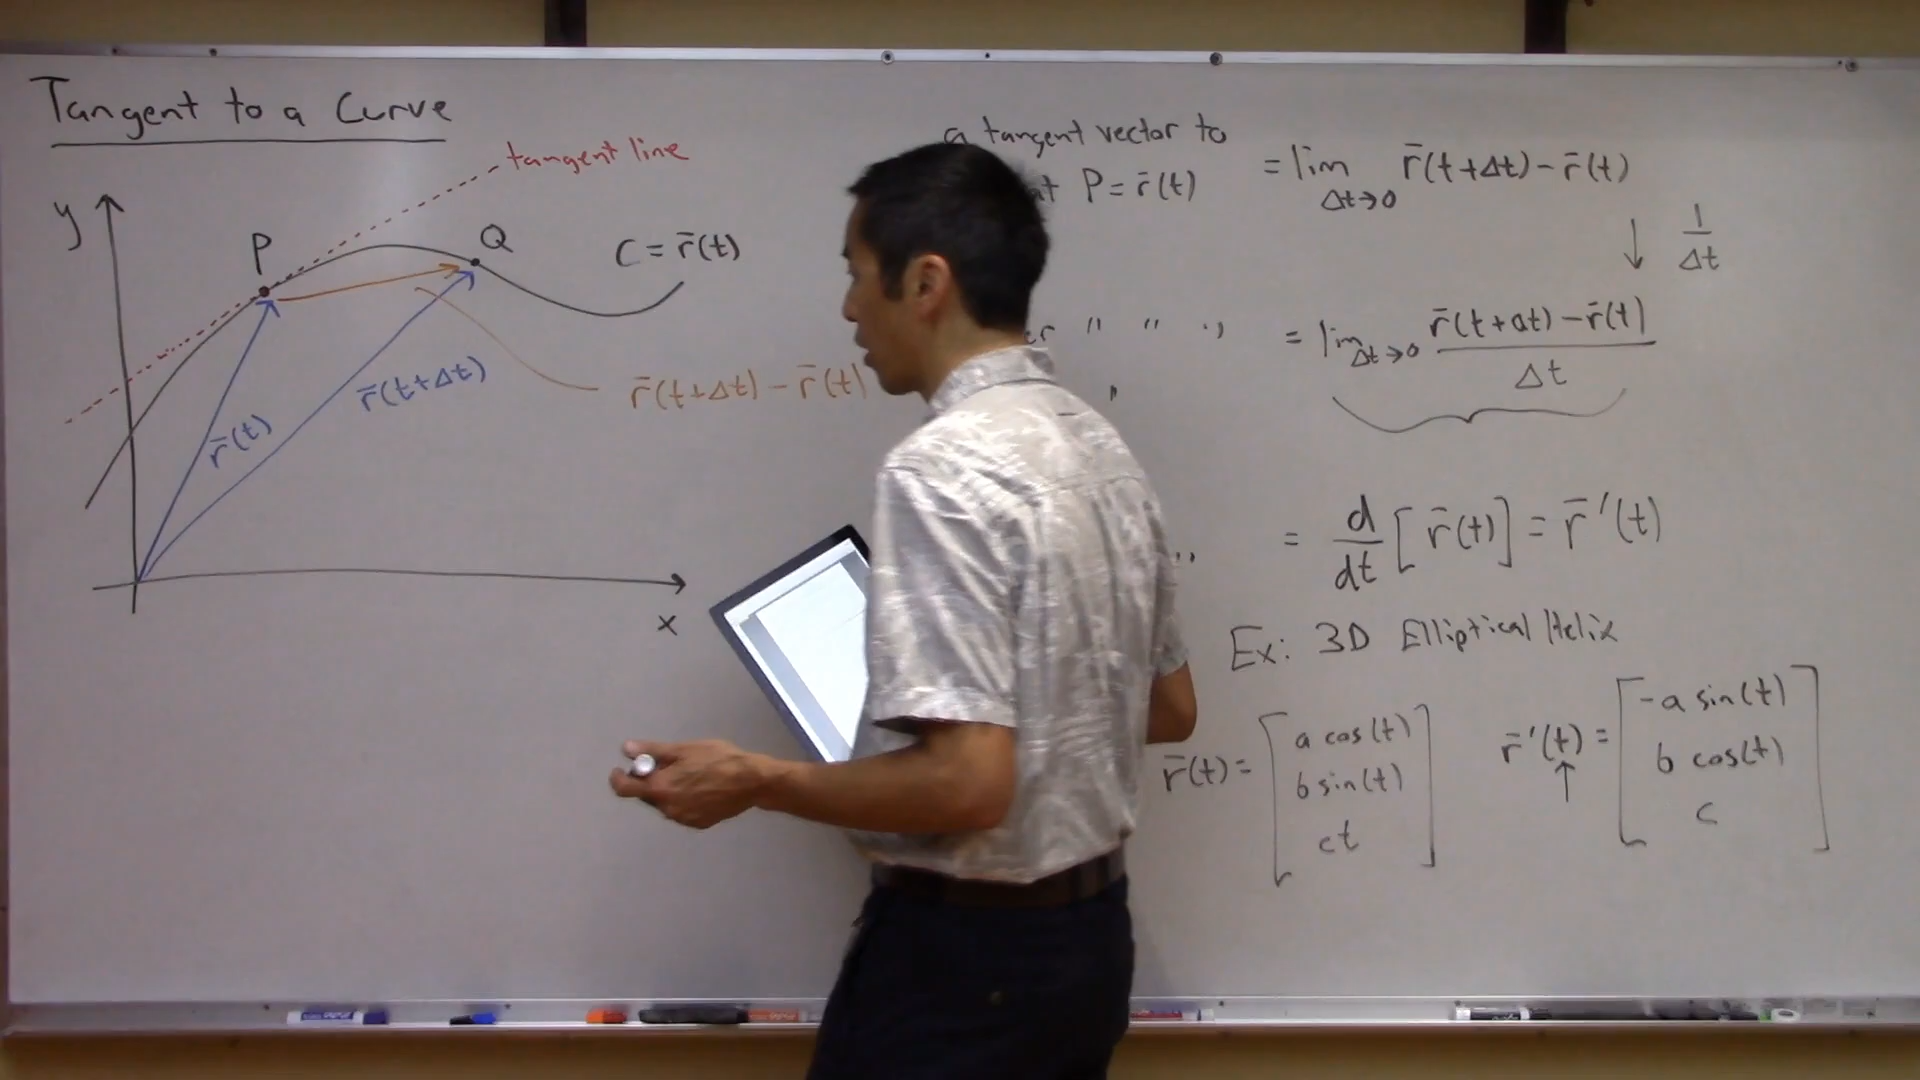 Tangent to a Curve
tangent line
y
P
Q
C = r̄(t)
r̄(t)
r̄(t+Δt)
r̄(t+Δt) − r̄(t)
x
a tangent vector to
at P = r̄(t)
= lim Δt→0 r̄(t+Δt) − r̄(t)
↓ 1/Δt
" " "
= lim Δt→0 (r̄(t+Δt) − r̄(t))/Δt
= d/dt [r̄(t)] = r̄'(t)
Ex: 3D Elliptical Helix
r̄(t) = [a cos(t)
b sin(t)
ct]
r̄'(t) = [-a sin(t)
b cos(t)
c]
↑